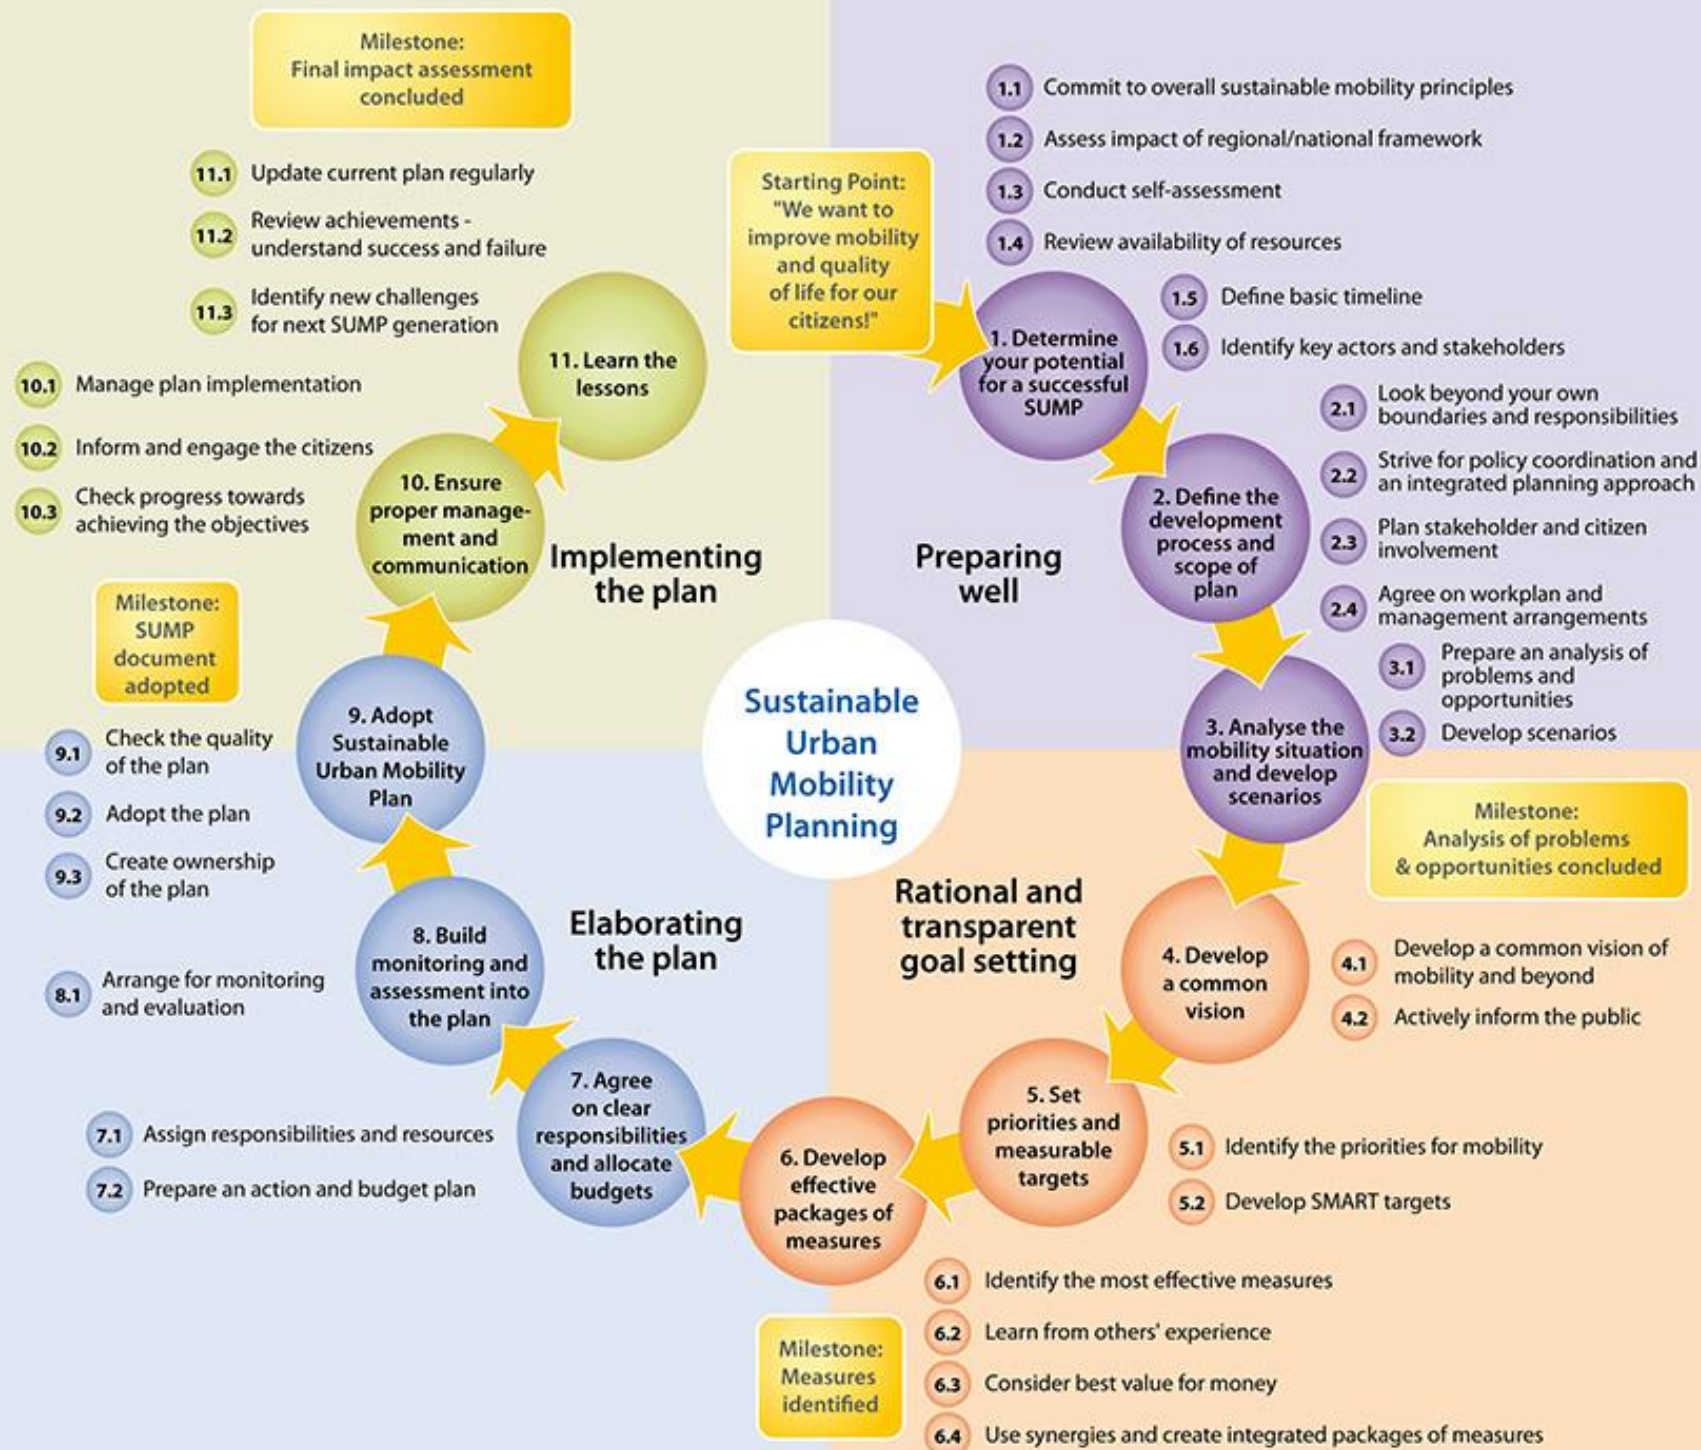 Starting Point:
"We want to
improve mobility
and quality
of life for our
citizens!"
1. Determine
your potential
for a successful
SUMP
1.1 Commit to overall sustainable mobility principles
1.2 Assess impact of regional/national framework
1.3 Conduct self-assessment
1.4 Review availability of resources
1.5 Define basic timeline
1.6 Identify key actors and stakeholders
2. Define the
development
process and
scope of
plan
2.1 Look beyond your own
boundaries and responsibilities
2.2 Strive for policy coordination and
an integrated planning approach
2.3 Plan stakeholder and citizen
involvement
2.4 Agree on workplan and
management arrangements
Preparing
well
3. Analyse the
mobility situation
and develop
scenarios
3.1 Prepare an analysis of
problems and
opportunities
3.2 Develop scenarios
Milestone:
Analysis of problems
& opportunities concluded
Sustainable
Urban
Mobility
Planning
Rational and
transparent
goal setting
4. Develop
a common
vision
4.1 Develop a common vision of
mobility and beyond
4.2 Actively inform the public
5. Set
priorities and
measurable
targets
5.1 Identify the priorities for mobility
5.2 Develop SMART targets
6. Develop
effective
packages of
measures
6.1 Identify the most effective measures
6.2 Learn from others' experience
6.3 Consider best value for money
6.4 Use synergies and create integrated packages of measures
Milestone:
Measures
identified
Elaborating
the plan
7. Agree
on clear
responsibilities
and allocate
budgets
7.1 Assign responsibilities and resources
7.2 Prepare an action and budget plan
8. Build
monitoring and
assessment into
the plan
8.1 Arrange for monitoring
and evaluation
9. Adopt
Sustainable
Urban Mobility
Plan
9.1 Check the quality
of the plan
9.2 Adopt the plan
9.3 Create ownership
of the plan
Milestone:
SUMP
document
adopted
Implementing
the plan
10. Ensure
proper manage-
ment and
communication
10.1 Manage plan implementation
10.2 Inform and engage the citizens
10.3 Check progress towards
achieving the objectives
11. Learn the
lessons
11.1 Update current plan regularly
11.2 Review achievements -
understand success and failure
11.3 Identify new challenges
for next SUMP generation
Milestone:
Final impact assessment
concluded